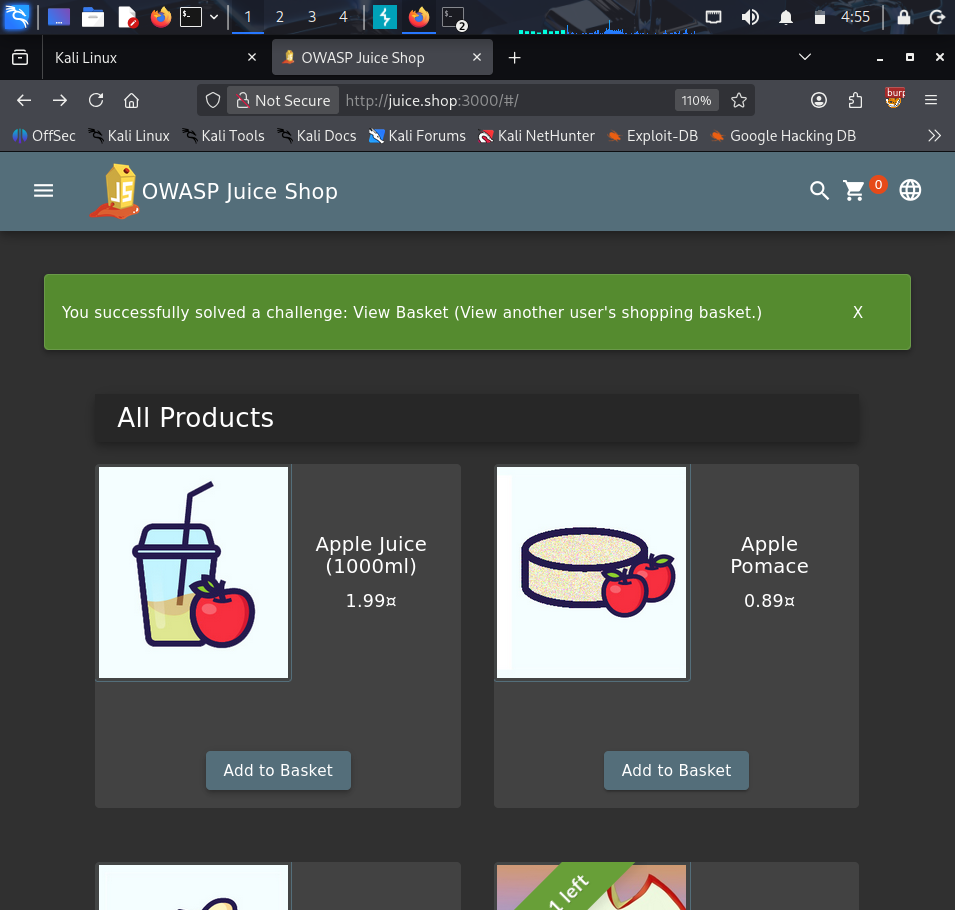 1 2 3 4 2 4:55
Kali Linux OWASP Juice Shop
Not Secure http://juice.shop:3000/#/ 110% burp
OffSec Kali Linux Kali Tools Kali Docs Kali Forums Kali NetHunter Exploit-DB Google Hacking DB
JS OWASP Juice Shop 0
You successfully solved a challenge: View Basket (View another user's shopping basket.) X
All Products
Apple Juice
(1000ml)
1.99¤
Apple
Pomace
0.89¤
Add to Basket Add to Basket
1 left